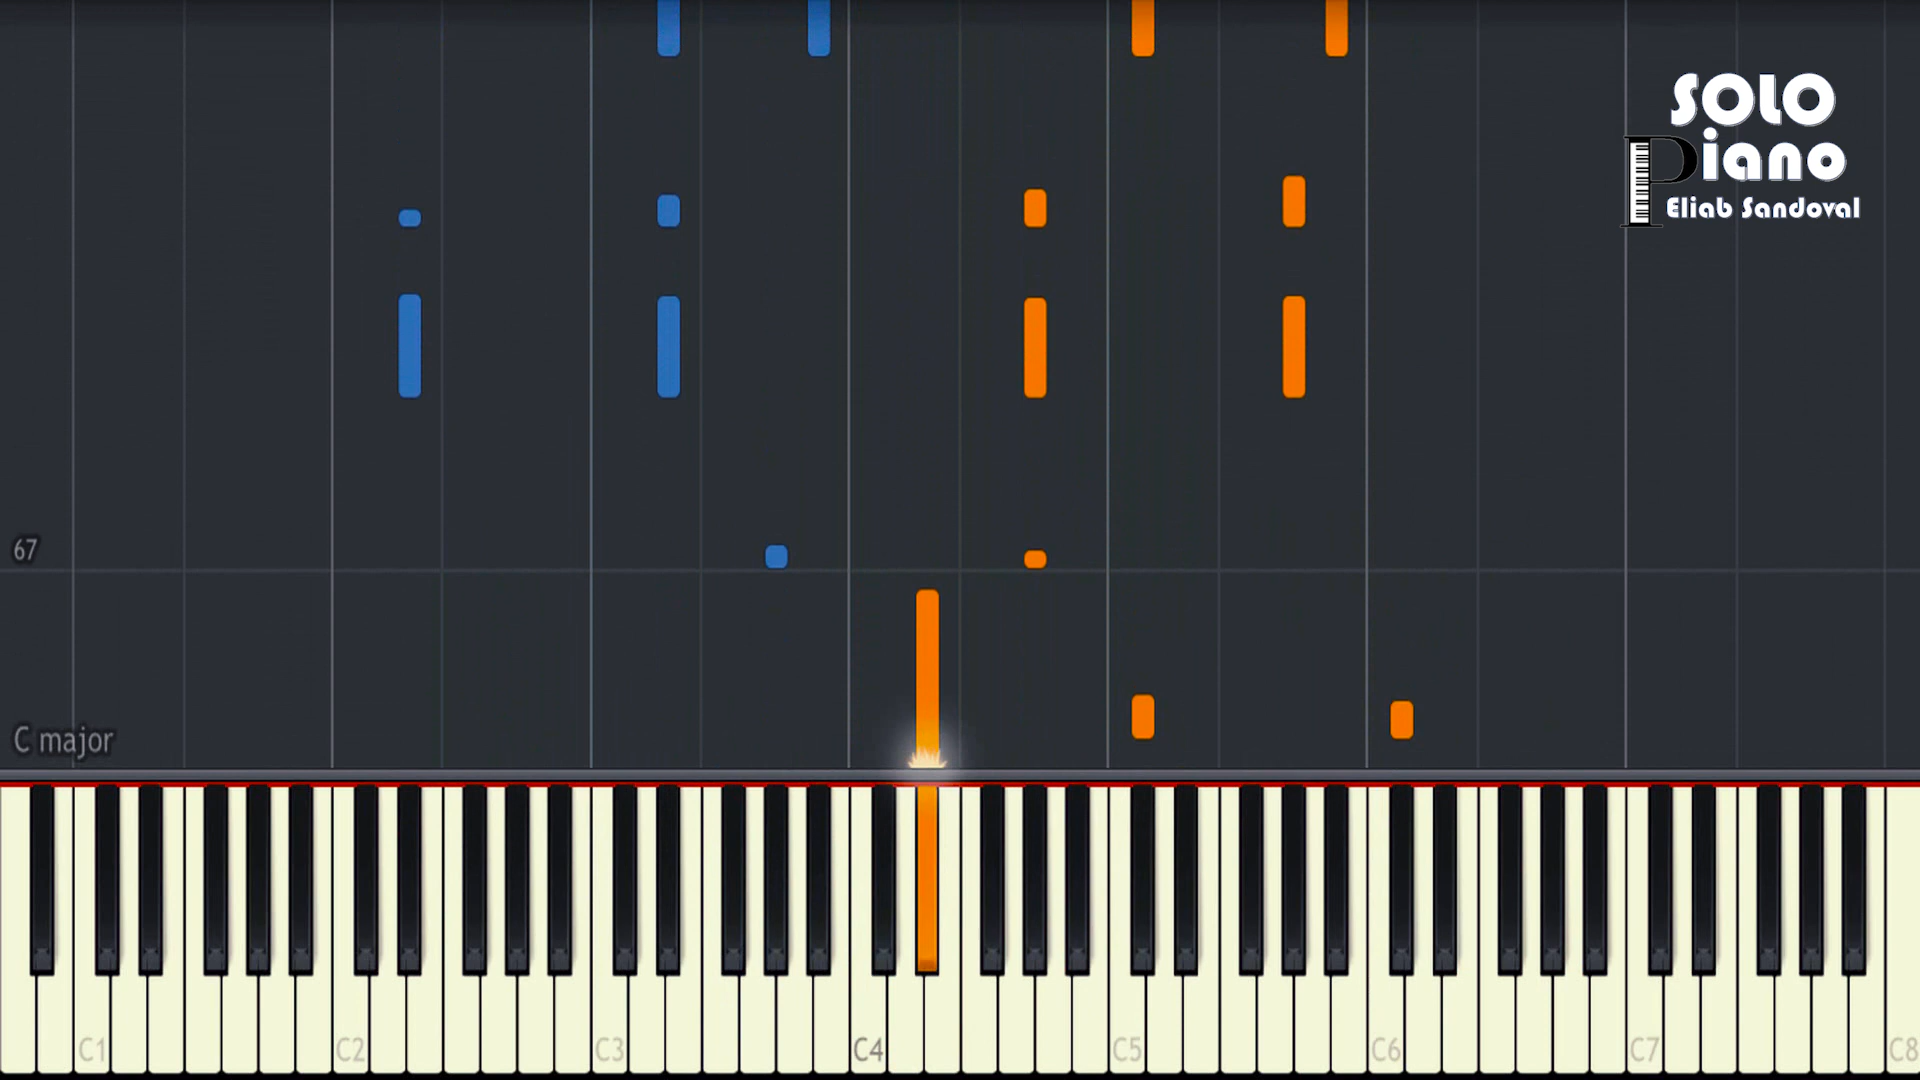 SOLO
Piano
Eliab Sandoval
67
C major
C1 C2 C3 C4 C5 C6 C7 C8